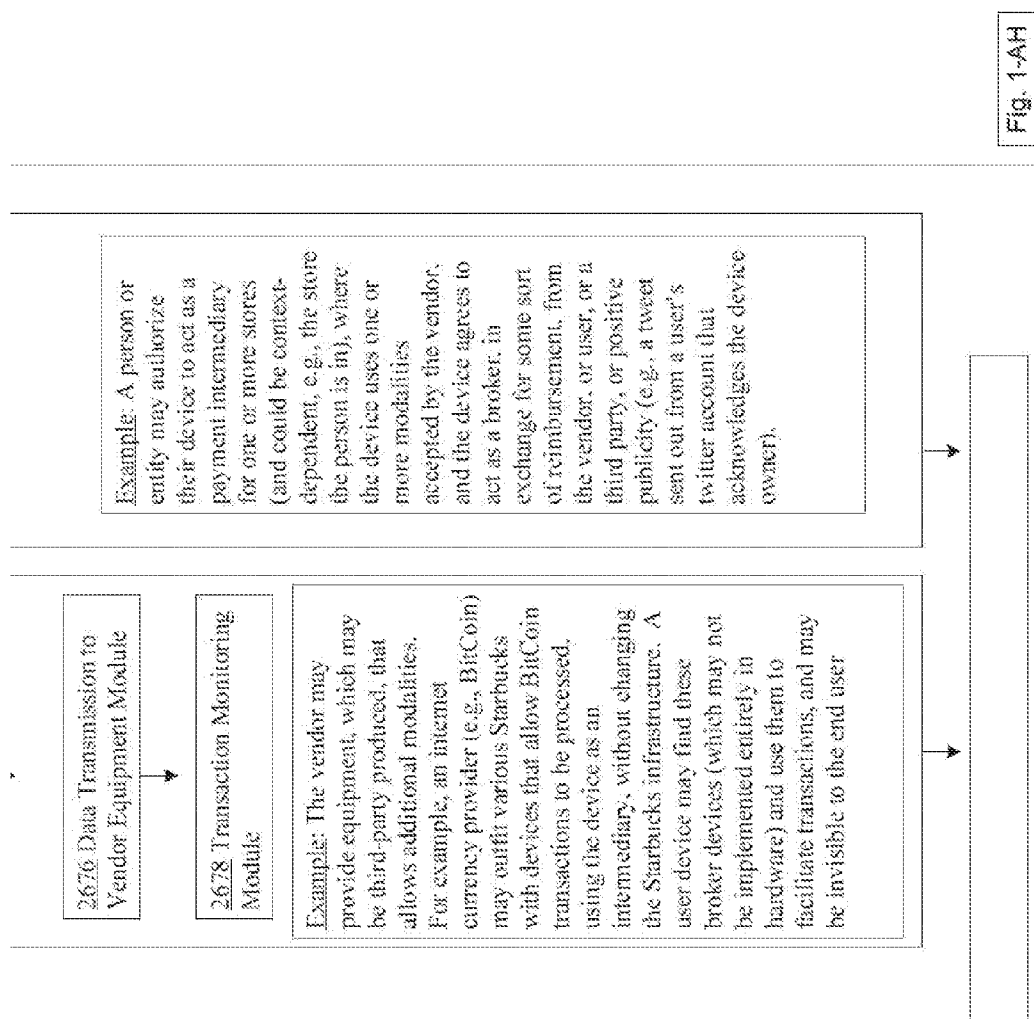 2676 Data Transmission to
Vendor Equipment Module
2678 Transaction Monitoring
Module
Example: The vendor may
provide equipment, which may
be third-party produced, that
allows additional modalities.
For example, an internet
currency provider (e.g., BitCoin)
may outfit various Starbucks
with devices that allow BitCoin
transactions to be processed,
using the device as an
intermediary, without changing
the Starbucks infrastructure. A
user device may find these
broker devices (which may not
be implemented entirely in
hardware) and use them to
facilitate transactions, and may
be invisible to the end user
Example: A person or
entity may authorize
their device to act as a
payment intermediary
for one or more stores
(and could be context-
dependent, e.g., the store
the person is in), where
the device uses one or
more modalities
accepted by the vendor,
and the device agrees to
act as a broker, in
exchange for some sort
of reimbursement, from
the vendor, or user, or a
third party, or positive
publicity (e.g., a tweet
sent out from a user's
twitter account that
acknowledges the device
owner).
Fig. 1-AH